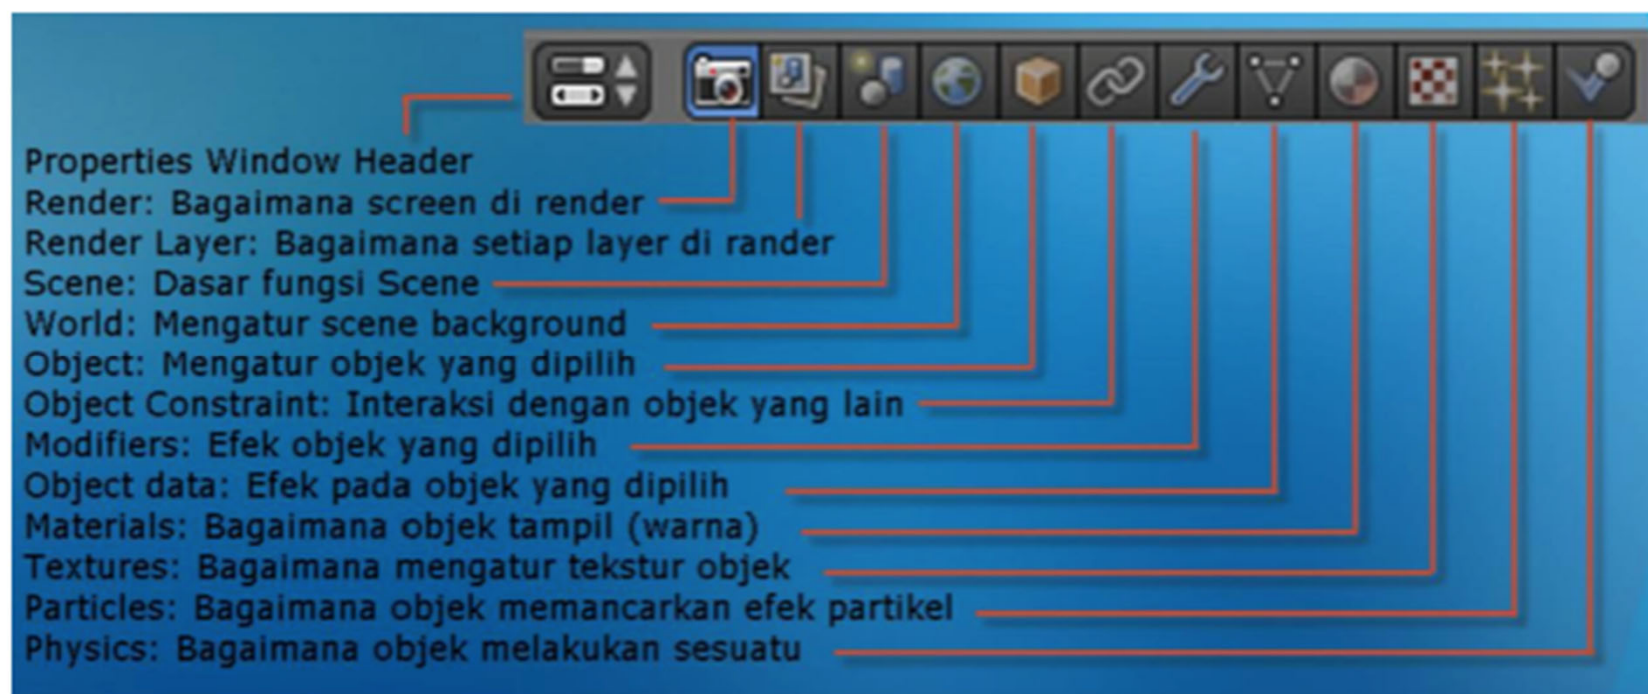 Properties Window Header
Render: Bagaimana screen di render
Render Layer: Bagaimana setiap layer di rander
Scene: Dasar fungsi Scene
World: Mengatur scene background
Object: Mengatur objek yang dipilih
Object Constraint: Interaksi dengan objek yang lain
Modifiers: Efek objek yang dipilih
Object data: Efek pada objek yang dipilih
Materials: Bagaimana objek tampil (warna)
Textures: Bagaimana mengatur tekstur objek
Particles: Bagaimana objek memancarkan efek partikel
Physics: Bagaimana objek melakukan sesuatu